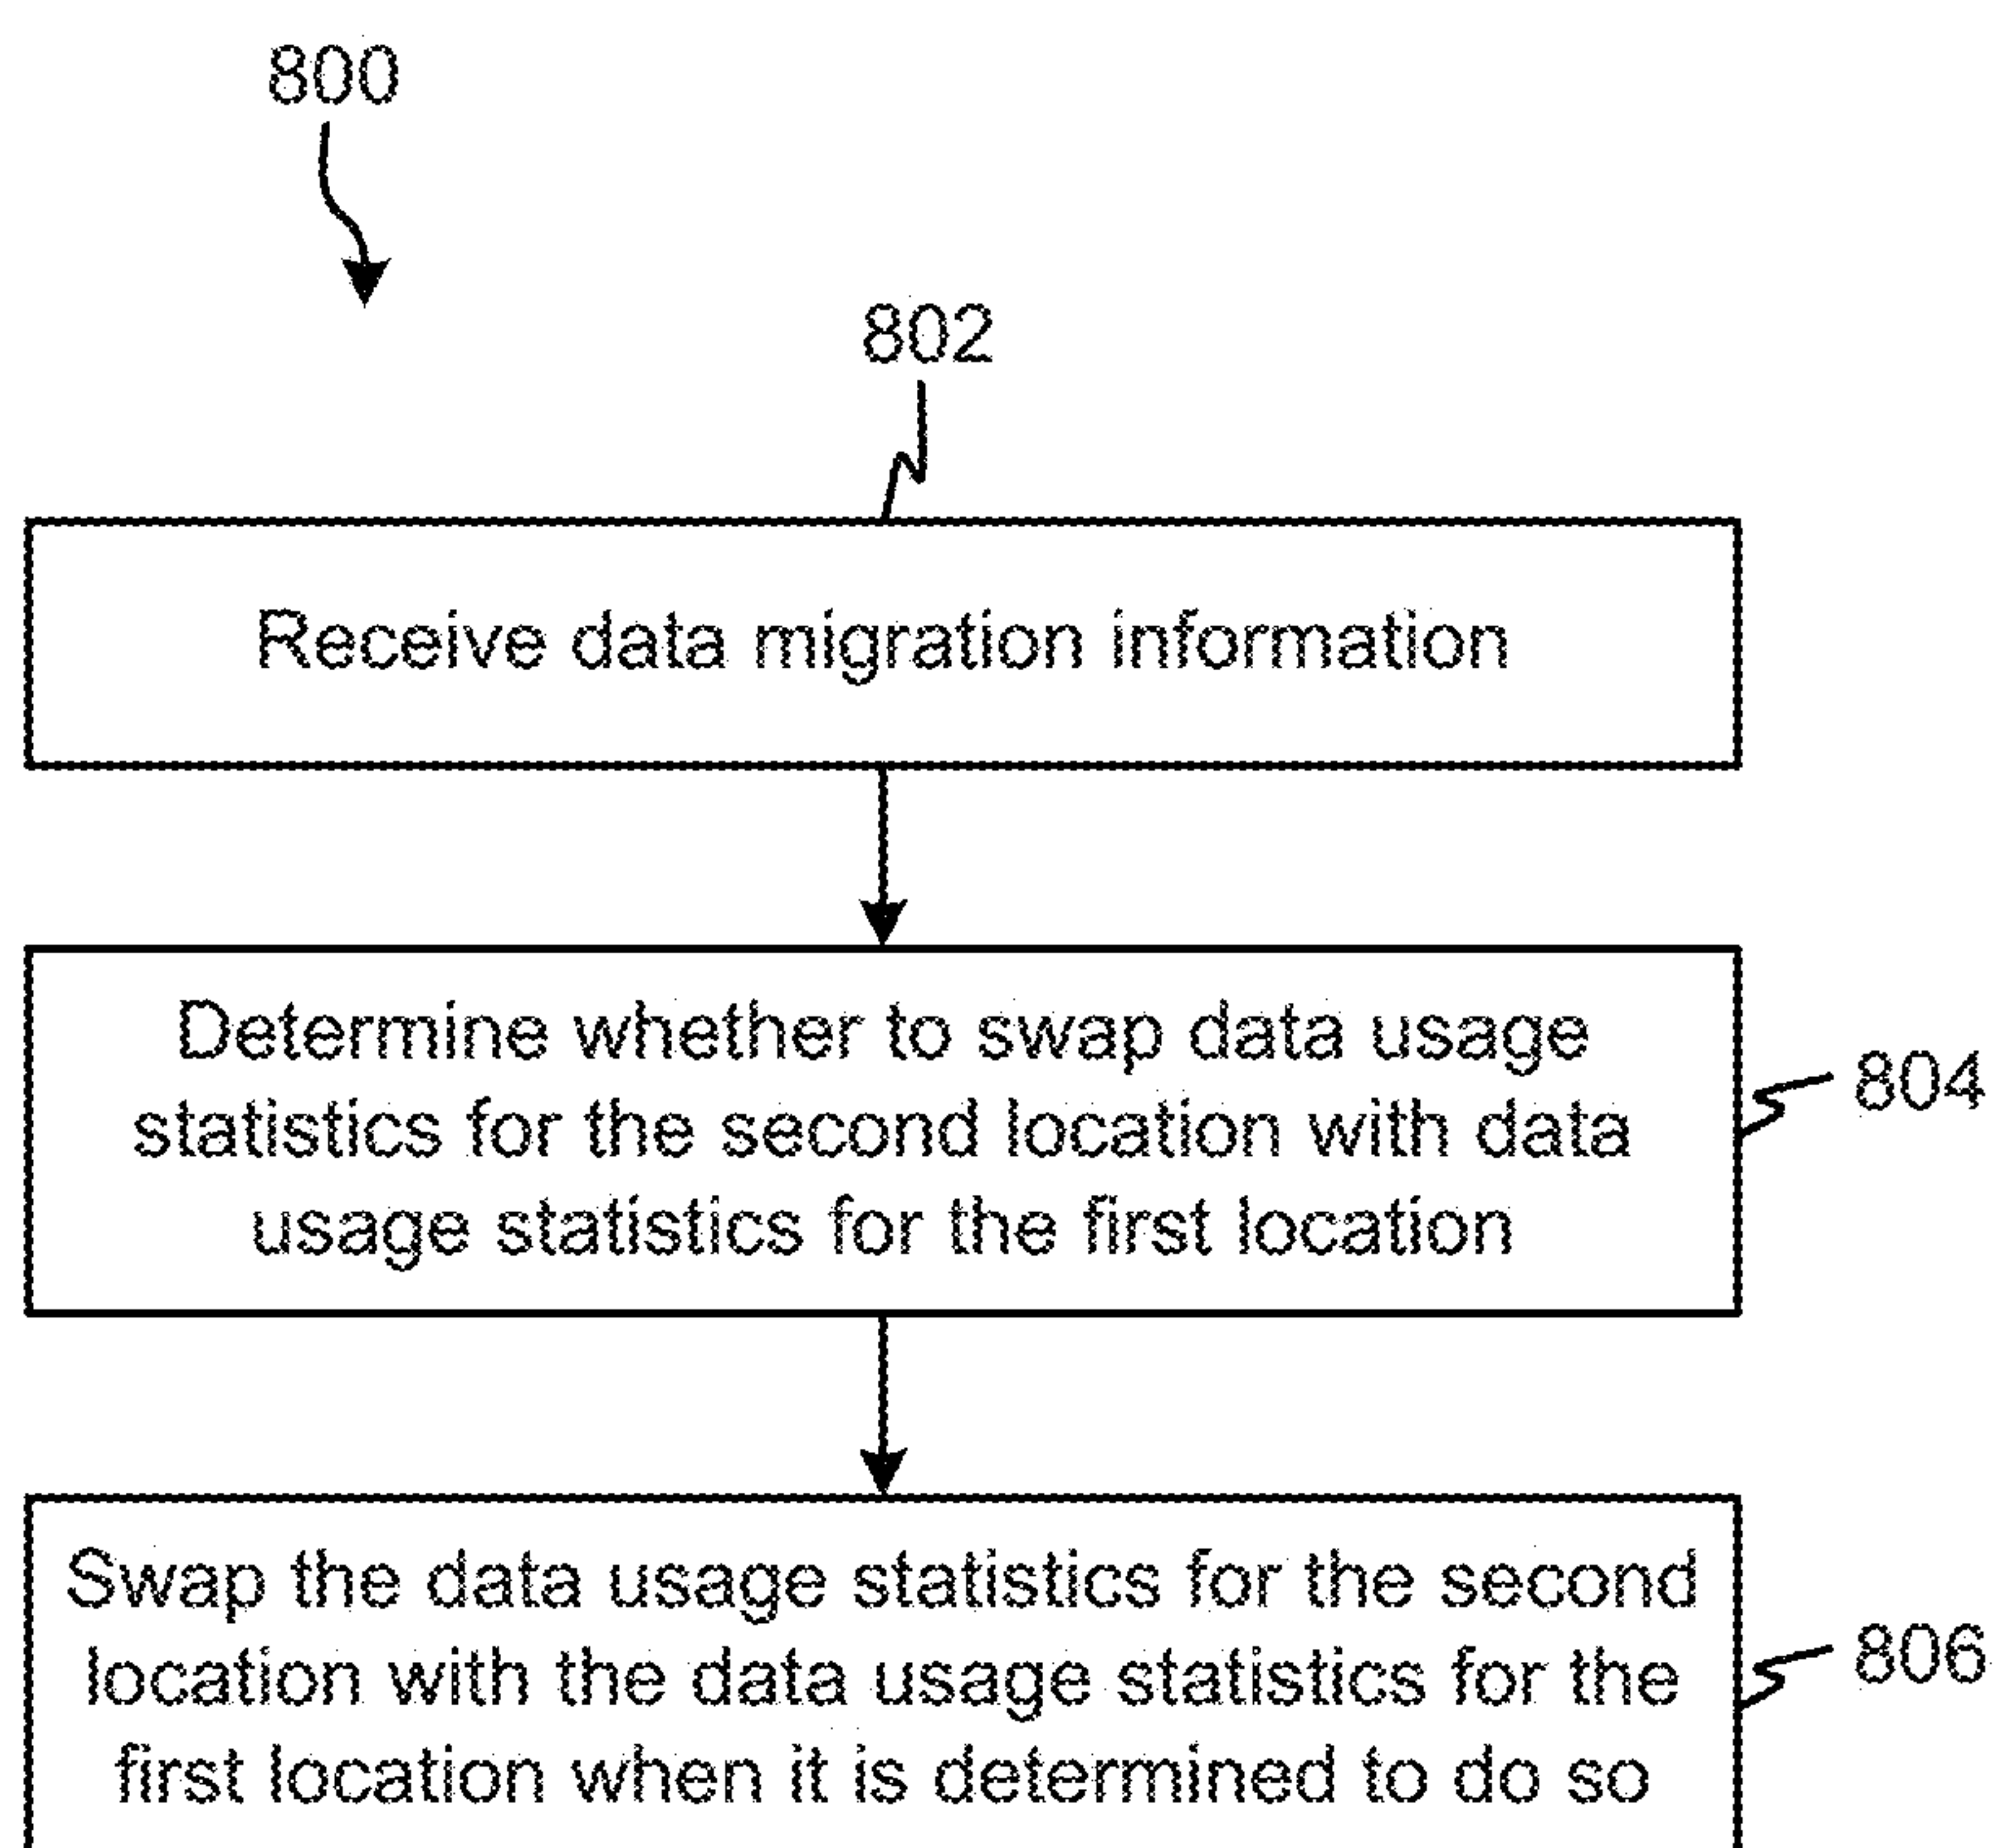 800
802
Receive data migration information
Determine whether to swap data usage
statistics for the second location with data
usage statistics for the first location
804
Swap the data usage statistics for the second
location with the data usage statistics for the
first location when it is determined to do so
806